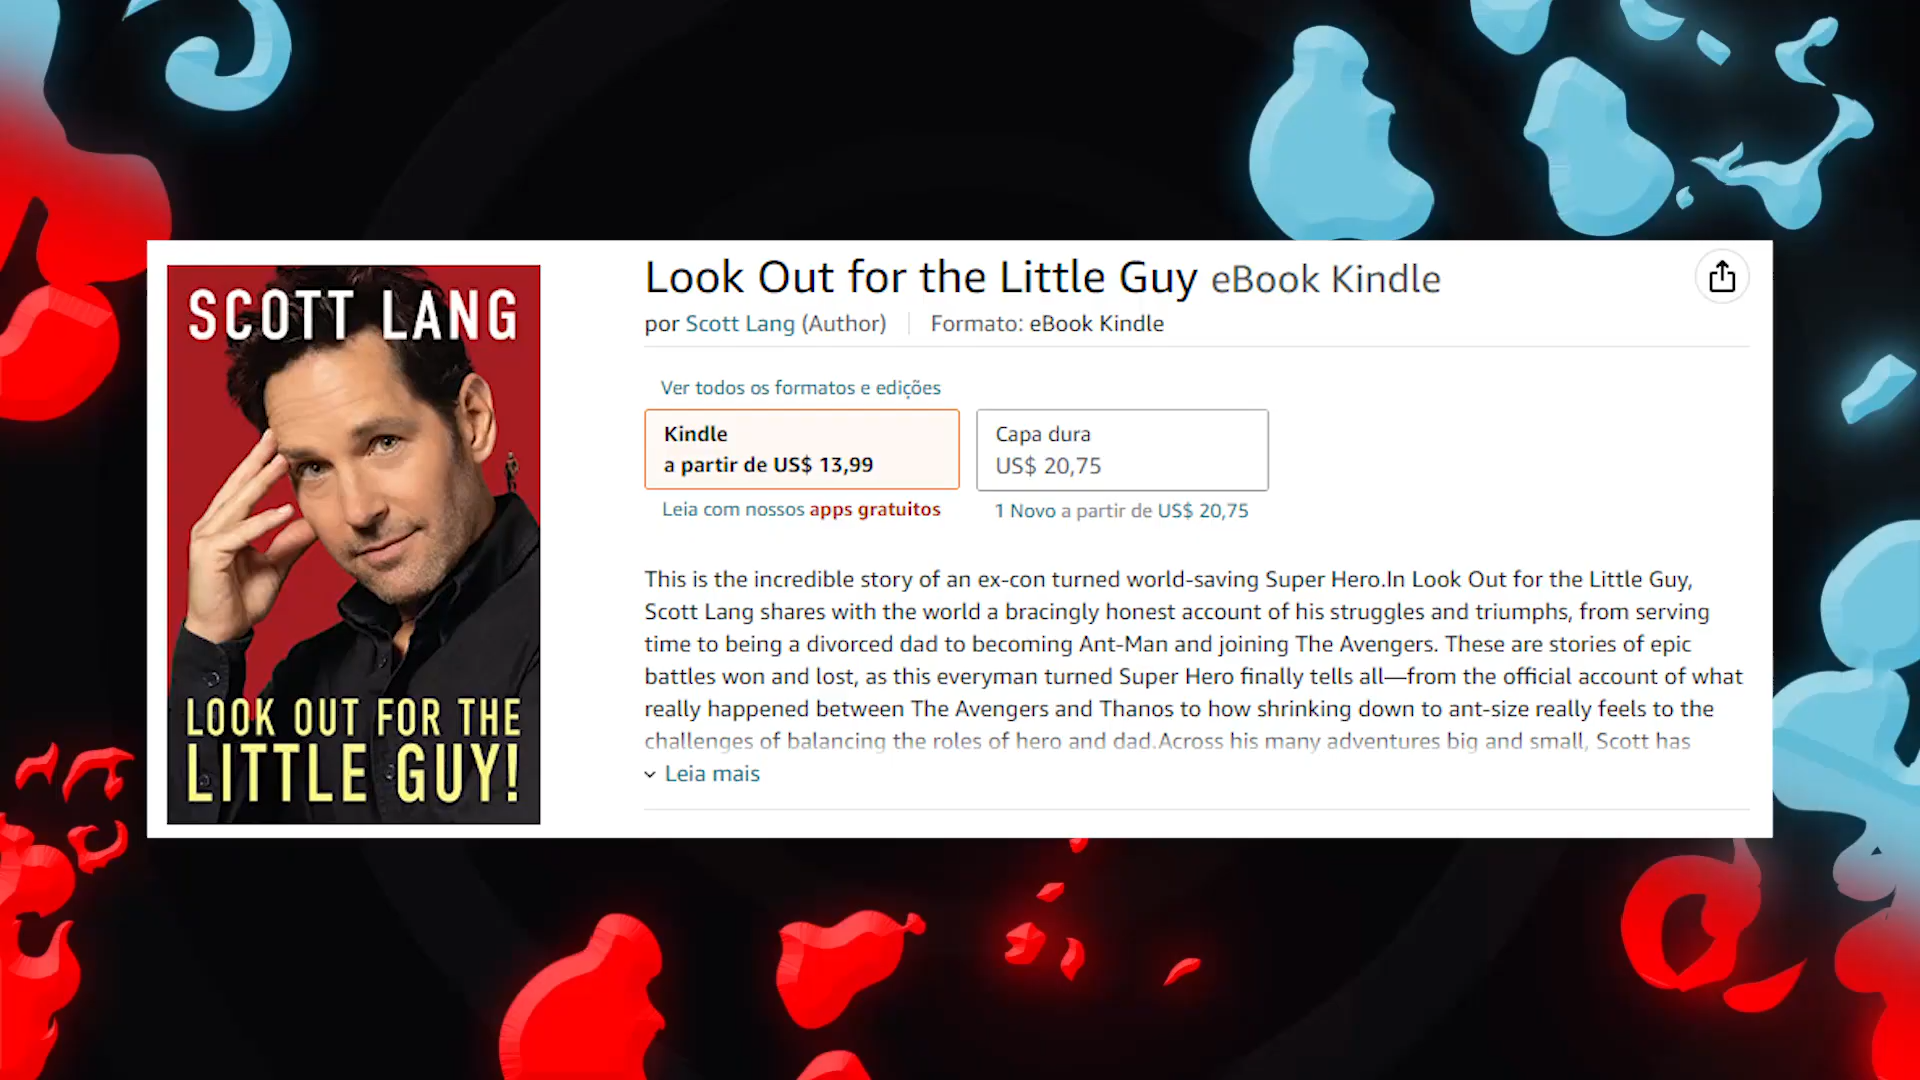 SCOTT LANG
LOOK OUT FOR THE
LITTLE GUY!
Look Out for the Little Guy eBook Kindle
por Scott Lang (Author) Formato: eBook Kindle
Ver todos os formatos e edições
Kindle
a partir de US$ 13,99
Leia com nossos apps gratuitos
Capa dura
US$ 20,75
1 Novo a partir de US$ 20,75
This is the incredible story of an ex-con turned world-saving Super Hero.In Look Out for the Little Guy,
Scott Lang shares with the world a bracingly honest account of his struggles and triumphs, from serving
time to being a divorced dad to becoming Ant-Man and joining The Avengers. These are stories of epic
battles won and lost, as this everyman turned Super Hero finally tells all—from the official account of what
really happened between The Avengers and Thanos to how shrinking down to ant-size really feels to the
challenges of balancing the roles of hero and dad.Across his many adventures big and small, Scott has
Leia mais